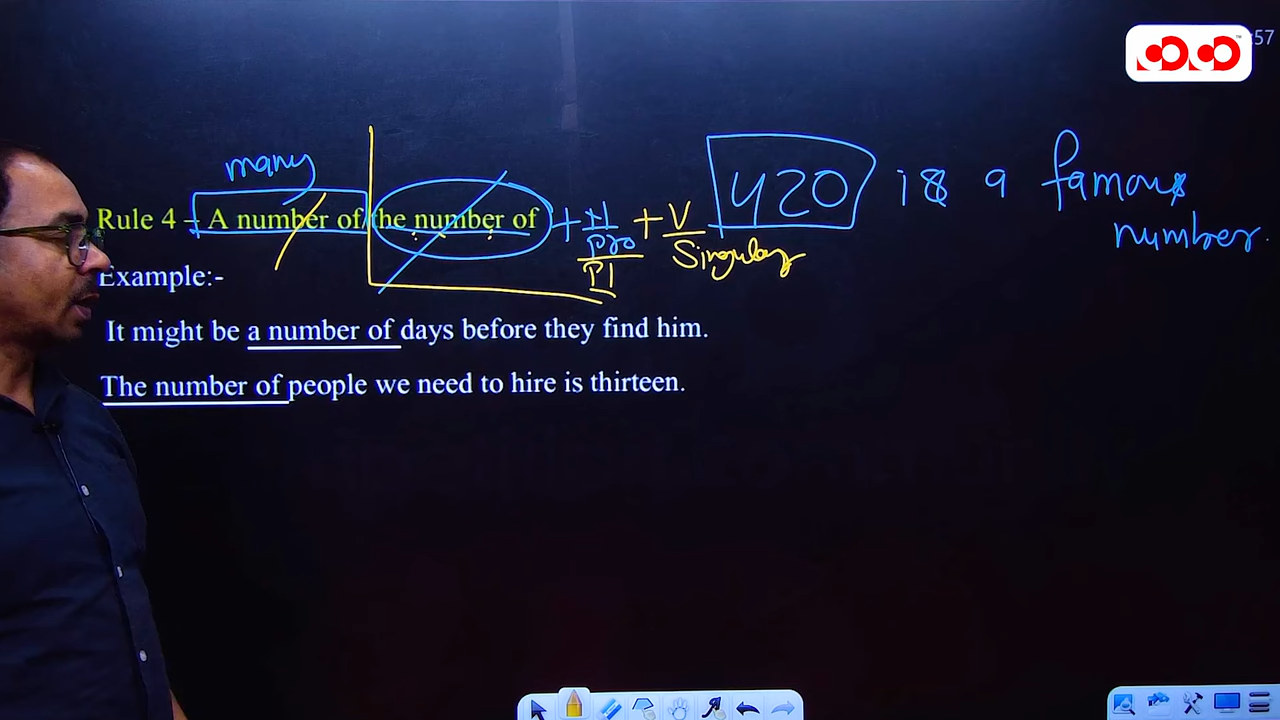 :57
many
420 is a famous
number.
Rule 4 – A number of/the number of + N + V
Pro Singular
Pl
Example:-
It might be a number of days before they find him.
The number of people we need to hire is thirteen.